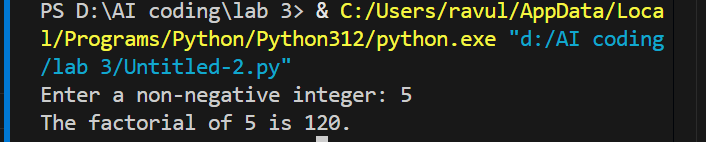 PS D:\AI coding\lab 3> & C:/Users/ravul/AppData/Loca
l/Programs/Python/Python312/python.exe "d:/AI coding
/lab 3/Untitled-2.py"
Enter a non-negative integer: 5
The factorial of 5 is 120.